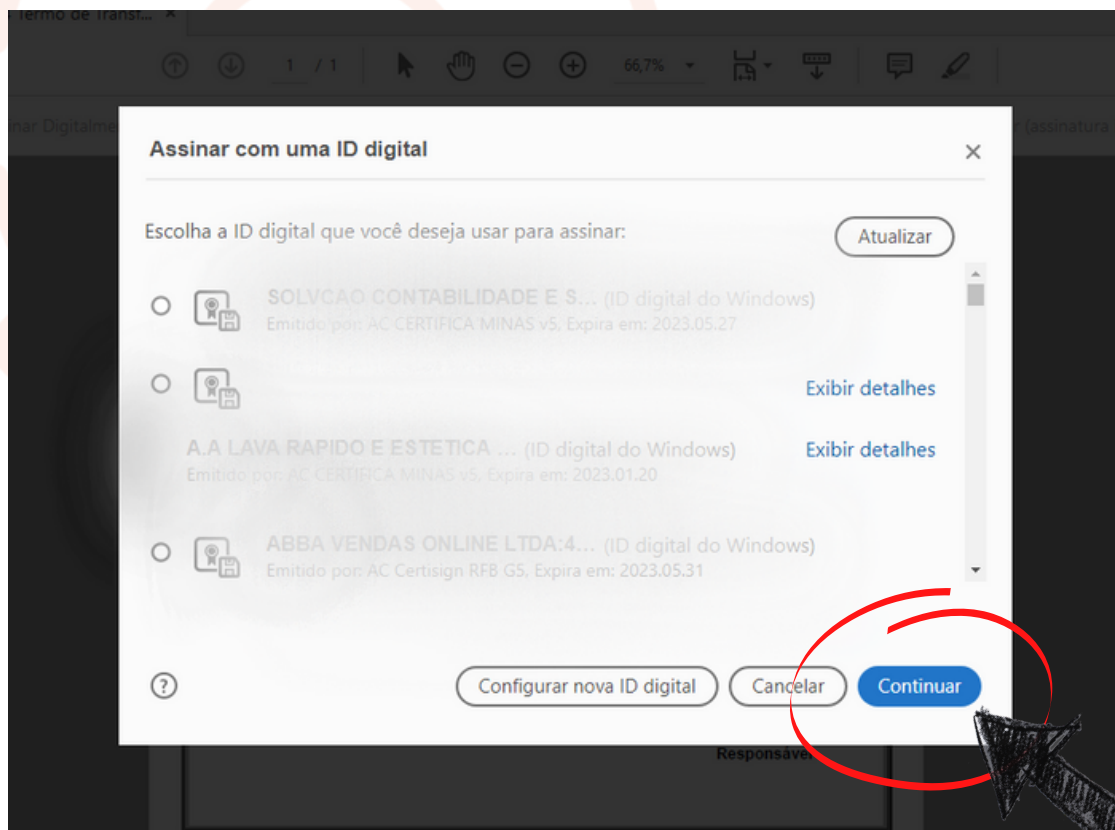 Termo de Transf... ×
1 / 1 66,7%
inar Digitalme
(assinatura
Assinar com uma ID digital
Escolha a ID digital que você deseja usar para assinar:
Atualizar
SOLVCAO CONTABILIDADE E S... (ID digital do Windows)
Emitido por: AC CERTIFICA MINAS v5, Expira em: 2023.05.27
Exibir detalhes
A.A LAVA RAPIDO E ESTETICA ... (ID digital do Windows)
Exibir detalhes
Emitido por: AC CERTIFICA MINAS v5, Expira em: 2023.01.20
ABBA VENDAS ONLINE LTDA:4... (ID digital do Windows)
Emitido por: AC Certisign RFB G5, Expira em: 2023.05.31
?
Configurar nova ID digital
Cancelar
Continuar
Responsável